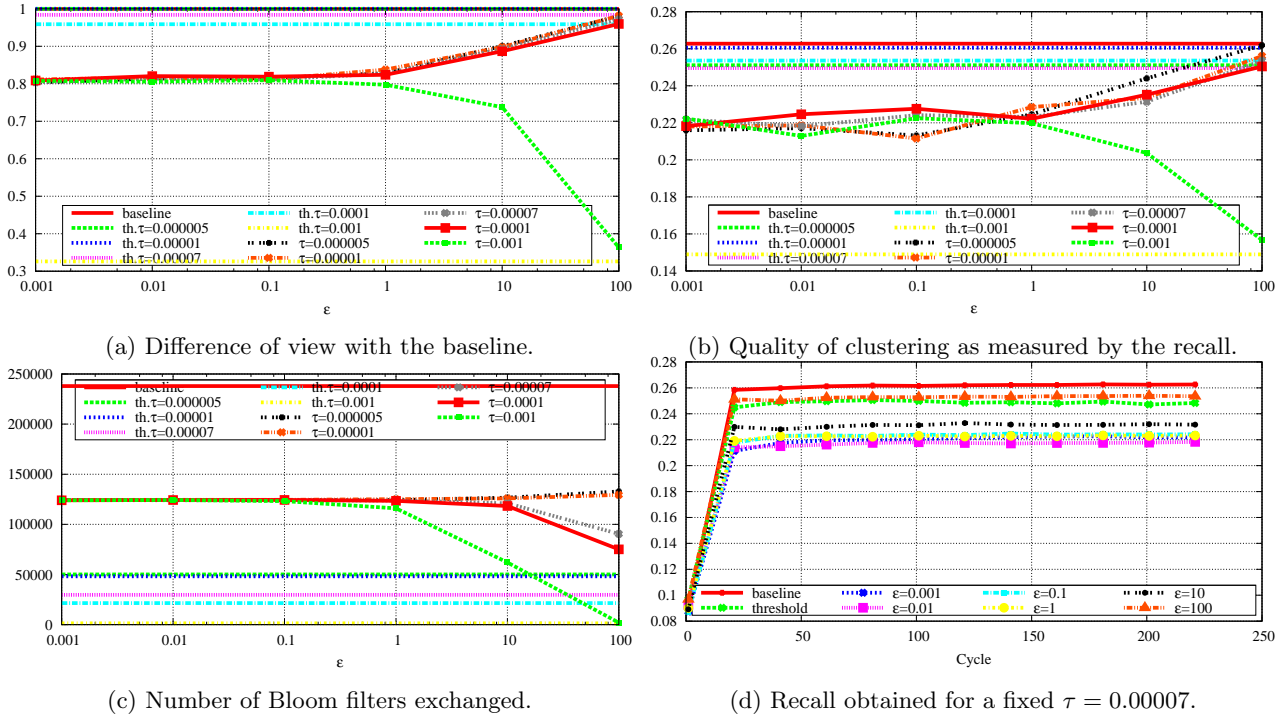 1
0.9
0.8
0.7
0.6
0.5
0.4
0.3
baseline
th.τ=0.000005
th.τ=0.00001
th.τ=0.00007
th.τ=0.0001
th.τ=0.001
τ=0.000005
τ=0.00001
τ=0.00007
τ=0.0001
τ=0.001
0.001 0.01 0.1 1 10 100
ε
(a) Difference of view with the baseline.
0.28
0.26
0.24
0.22
0.2
0.18
0.16
0.14
baseline
th.τ=0.000005
th.τ=0.00001
th.τ=0.00007
th.τ=0.0001
th.τ=0.001
τ=0.000005
τ=0.00001
τ=0.00007
τ=0.0001
τ=0.001
0.001 0.01 0.1 1 10 100
ε
(b) Quality of clustering as measured by the recall.
250000
200000
150000
100000
50000
0
baseline
th.τ=0.000005
th.τ=0.00001
th.τ=0.00007
th.τ=0.0001
th.τ=0.001
τ=0.000005
τ=0.00001
τ=0.00007
τ=0.0001
τ=0.001
0.001 0.01 0.1 1 10 100
ε
(c) Number of Bloom filters exchanged.
0.28
0.26
0.24
0.22
0.2
0.18
0.16
0.14
0.12
0.1
0.08
baseline
threshold
ε=0.001
ε=0.01
ε=0.1
ε=1
ε=10
ε=100
0 50 100 150 200 250
Cycle
(d) Recall obtained for a fixed τ = 0.00007.